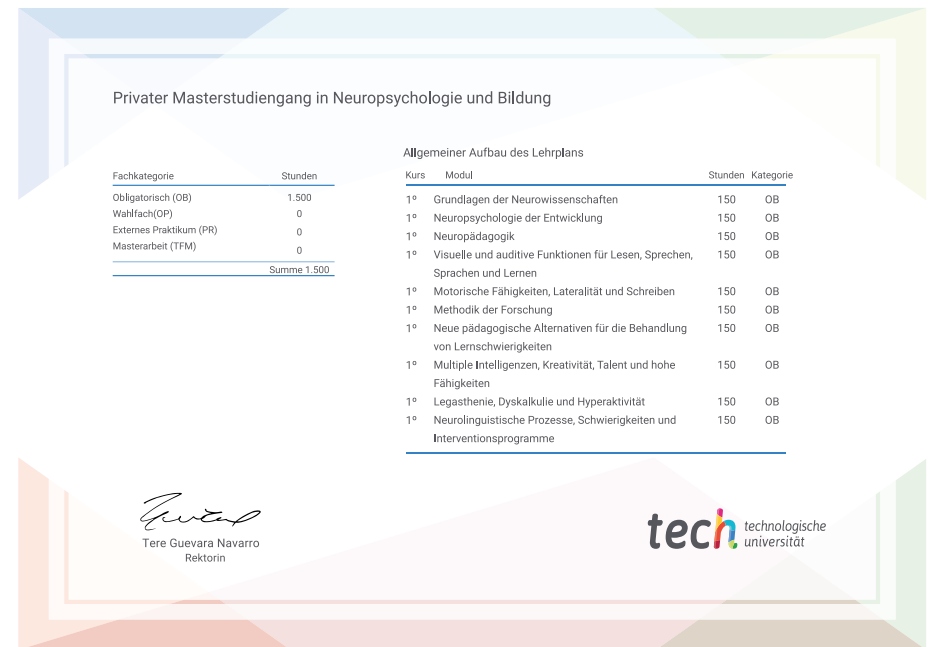 Privater Masterstudiengang in Neuropsychologie und Bildung
Fachkategorie Stunden
Obligatorisch (OB) 1.500
Wahlfach(OP) 0
Externes Praktikum (PR) 0
Masterarbeit (TFM) 0
Summe 1.500
Allgemeiner Aufbau des Lehrplans
Kurs Modul Stunden Kategorie
1º Grundlagen der Neurowissenschaften 150 OB
1º Neuropsychologie der Entwicklung 150 OB
1º Neuropädagogik 150 OB
1º Visuelle und auditive Funktionen für Lesen, Sprechen, 150 OB
Sprachen und Lernen
1º Motorische Fähigkeiten, Lateralität und Schreiben 150 OB
1º Methodik der Forschung 150 OB
1º Neue pädagogische Alternativen für die Behandlung 150 OB
von Lernschwierigkeiten
1º Multiple Intelligenzen, Kreativität, Talent und hohe 150 OB
Fähigkeiten
1º Legasthenie, Dyskalkulie und Hyperaktivität 150 OB
1º Neurolinguistische Prozesse, Schwierigkeiten und 150 OB
Interventionsprogramme
Tere Guevara Navarro
Rektorin
tech technologische
universität